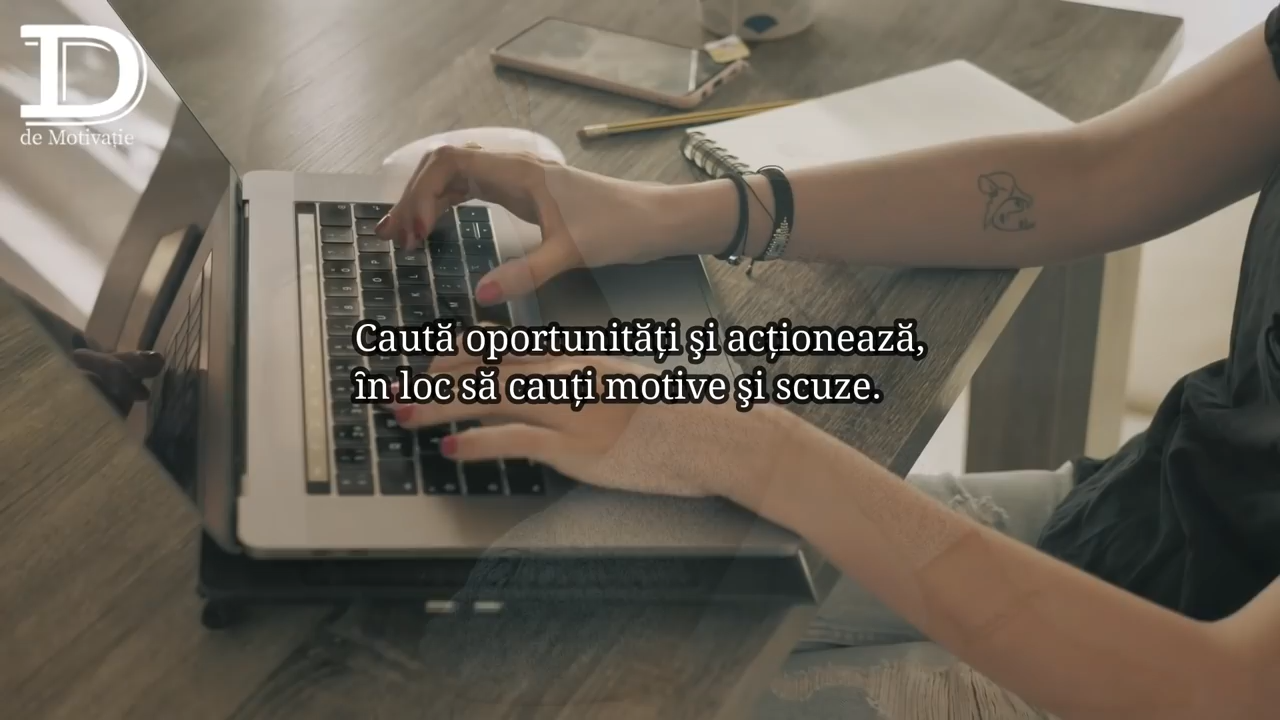 D
de Motivație
Caută oportunități şi acționează,
în loc să cauți motive şi scuze.